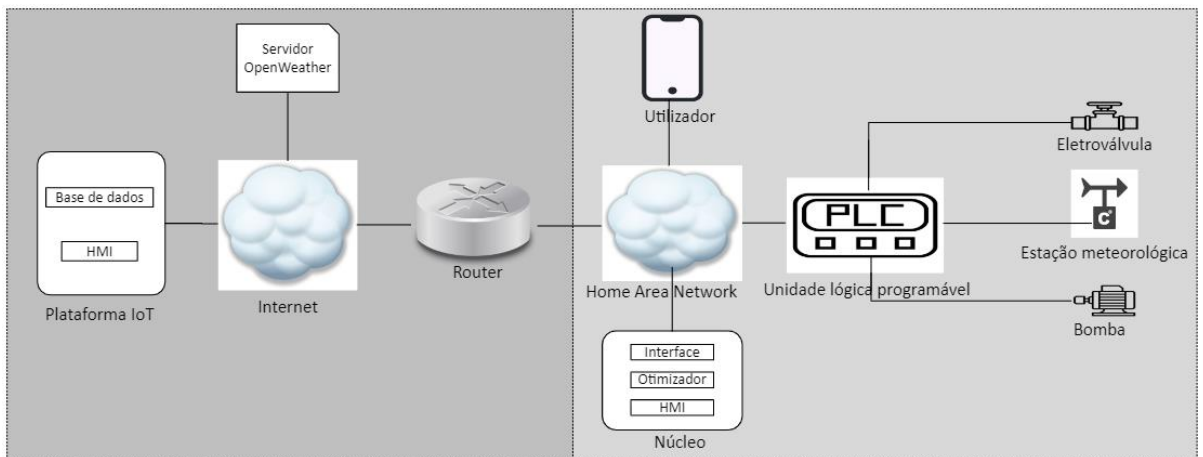 Servidor
OpenWeather
Base de dados
HMI
Plataforma IoT
Internet
Router
Utilizador
Home Area Network
Interface
Otimizador
HMI
Núcleo
PLC
Unidade lógica programável
Eletroválvula
C
Estação meteorológica
Bomba